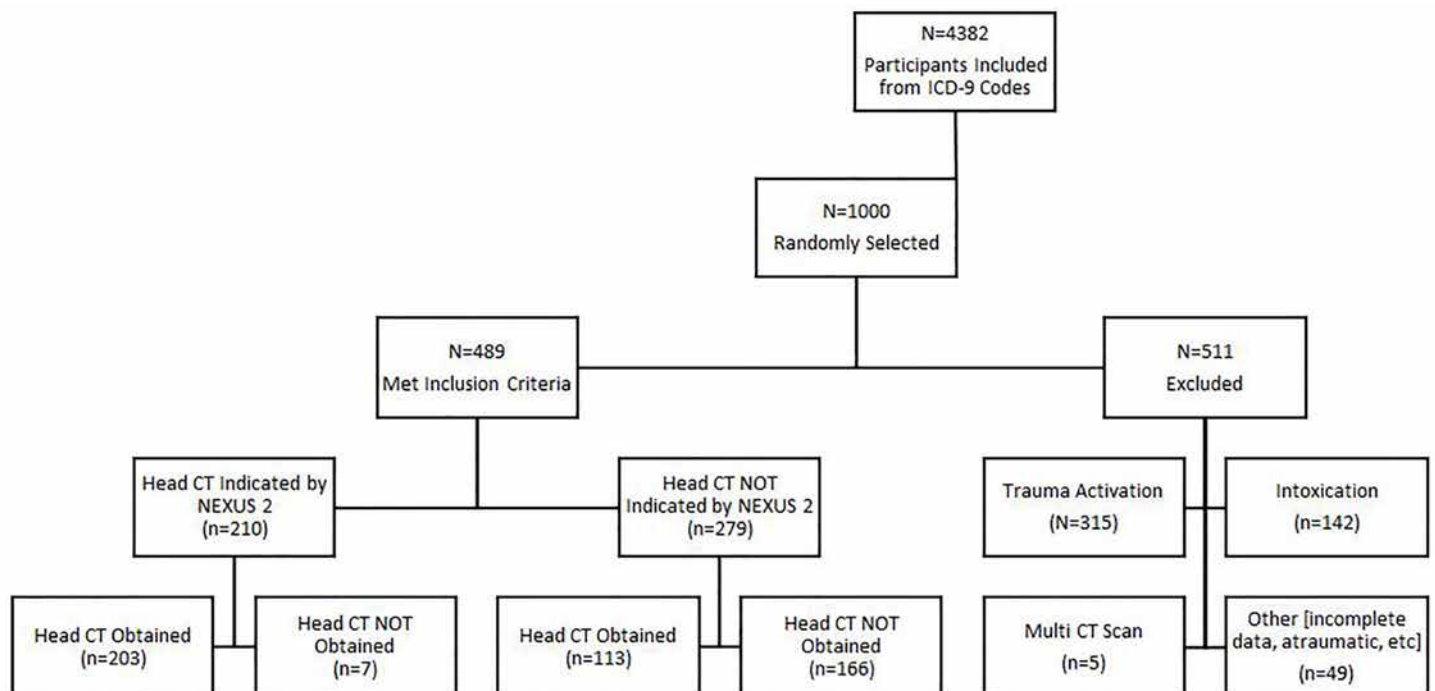 N=4382
Participants Included
from ICD-9 Codes
N=1000
Randomly Selected
N=489
Met Inclusion Criteria
N=511
Excluded
Head CT Indicated by
NEXUS 2
(n=210)
Head CT NOT
Indicated by NEXUS 2
(n=279)
Trauma Activation
(N=315)
Intoxication
(n=142)
Head CT Obtained
(n=203)
Head CT NOT
Obtained
(n=7)
Head CT Obtained
(n=113)
Head CT NOT
Obtained
(n=166)
Multi CT Scan
(n=5)
Other [incomplete
data, atraumatic, etc]
(n=49)